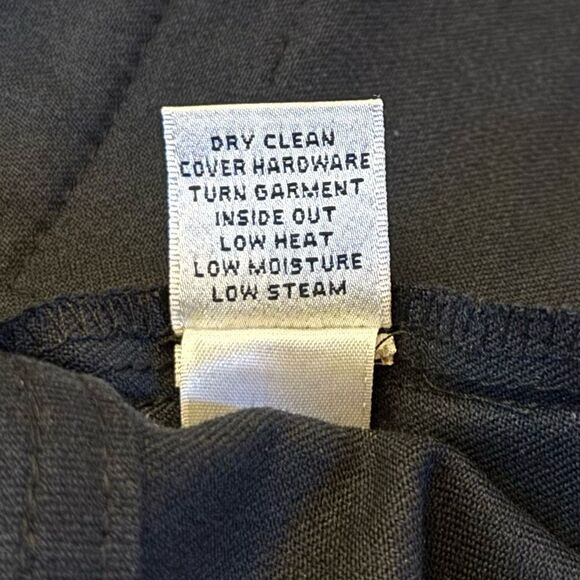 DRY CLEAN
COVER HARDWARE
TURN GARMENT
INSIDE OUT
LOW HEAT
LOW MOISTURE
LOW STEAM